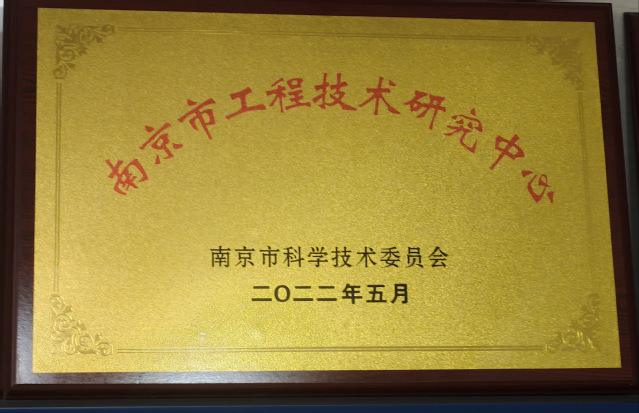 南京市工程技术研究中心
南京市科学技术委员会
二〇二二年五月